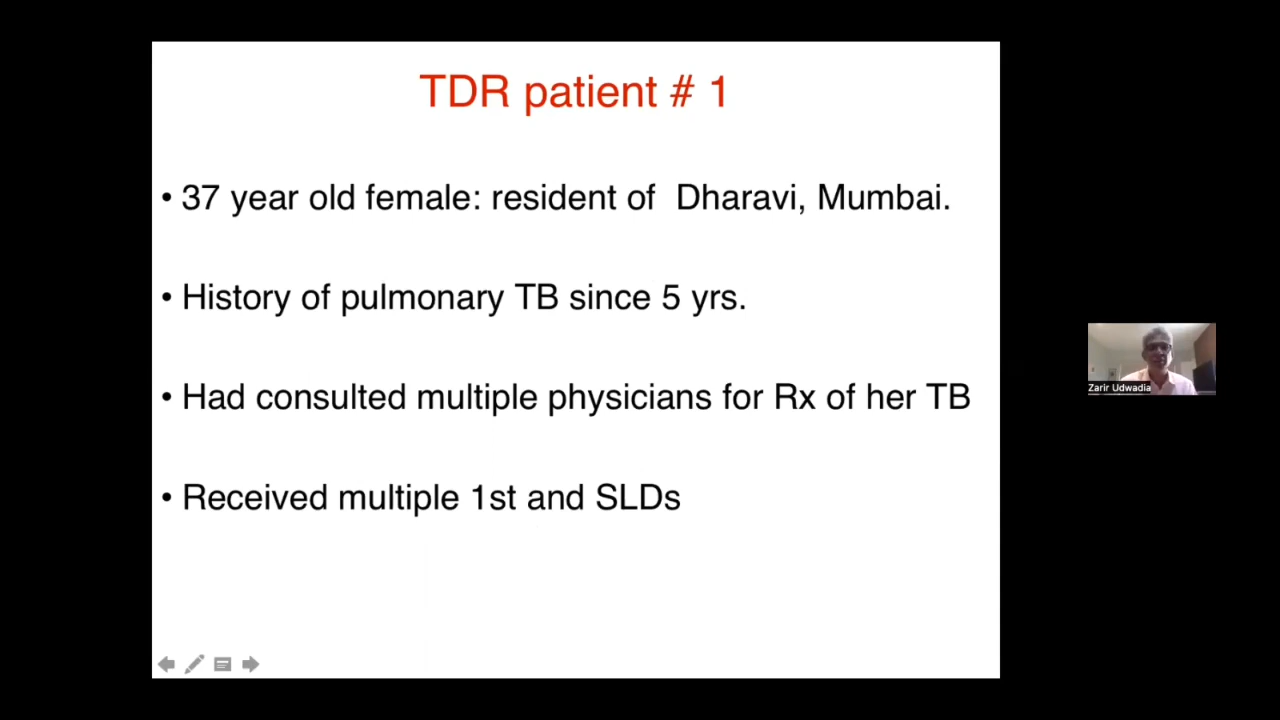 TDR patient # 1
• 37 year old female: resident of Dharavi, Mumbai.
• History of pulmonary TB since 5 yrs.
• Had consulted multiple physicians for Rx of her TB
• Received multiple 1st and SLDs
Zarir Udwadia